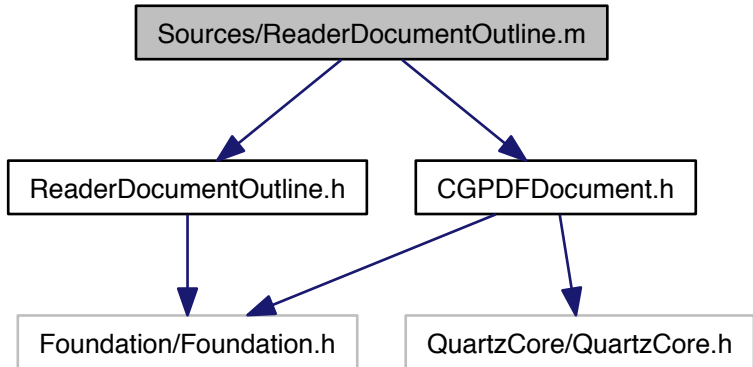 Sources/ReaderDocumentOutline.m
ReaderDocumentOutline.h
CGPDFDocument.h
Foundation/Foundation.h
QuartzCore/QuartzCore.h